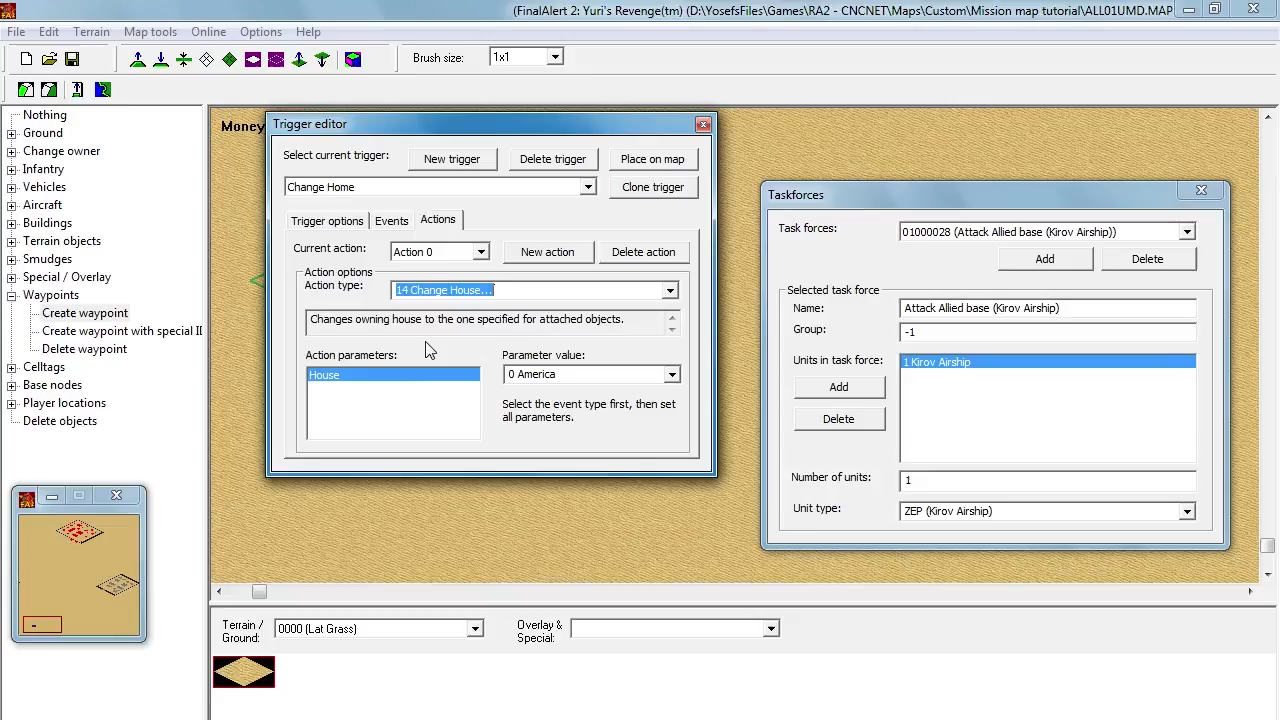 (FinalAlert 2: Yuri's Revenge(tm) (D:\YosefsFiles\Games\RA2 - CNCNET\Maps\Custom\Mission map tutorial\ALL01UMD.MAP
File Edit Terrain Map tools Online Options Help
Brush size: 1x1
Nothing
Ground
Change owner
Infantry
Vehicles
Aircraft
Buildings
Terrain objects
Smudges
Special / Overlay
Waypoints
Create waypoint
Create waypoint with special II
Delete waypoint
Celltags
Base nodes
Player locations
Delete objects
Money
Trigger editor
Select current trigger: New trigger Delete trigger Place on map
Change Home Clone trigger
Trigger options Events Actions
Current action: Action 0 New action Delete action
Action options
Action type: 14 Change House...
Changes owning house to the one specified for attached objects.
Action parameters: Parameter value:
House 0 America
Select the event type first, then set
all parameters.
Taskforces
Task forces: 01000028 (Attack Allied base (Kirov Airship))
Add Delete
Selected task force
Name: Attack Allied base (Kirov Airship)
Group: -1
Units in task force: 1 Kirov Airship
Add
Delete
Number of units: 1
Unit type: ZEP (Kirov Airship)
Terrain / Ground: 0000 (Lat Grass) Overlay & Special: